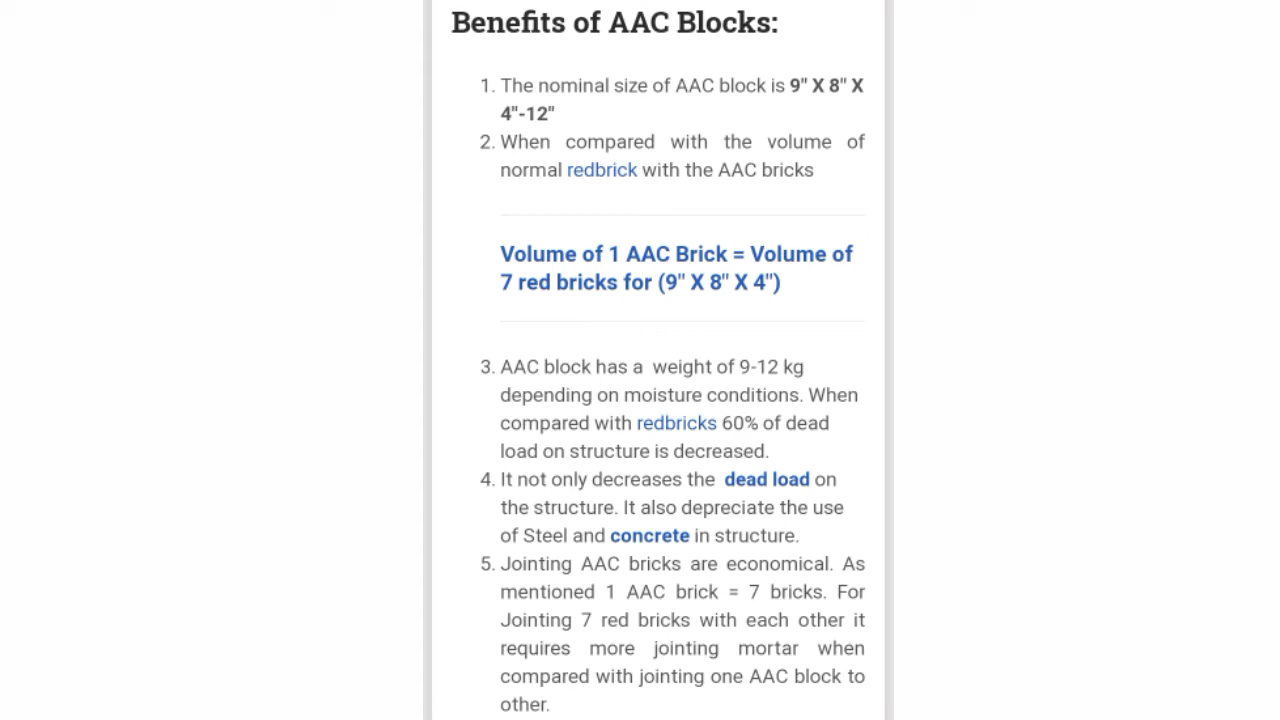 Benefits of AAC Blocks:
1. The nominal size of AAC block is 9" X 8" X
4"-12"
2. When compared with the volume of
normal redbrick with the AAC bricks
Volume of 1 AAC Brick = Volume of
7 red bricks for (9" X 8" X 4")
3. AAC block has a weight of 9-12 kg
depending on moisture conditions. When
compared with redbricks 60% of dead
load on structure is decreased.
4. It not only decreases the dead load on
the structure. It also depreciate the use
of Steel and concrete in structure.
5. Jointing AAC bricks are economical. As
mentioned 1 AAC brick = 7 bricks. For
Jointing 7 red bricks with each other it
requires more jointing mortar when
compared with jointing one AAC block to
other.